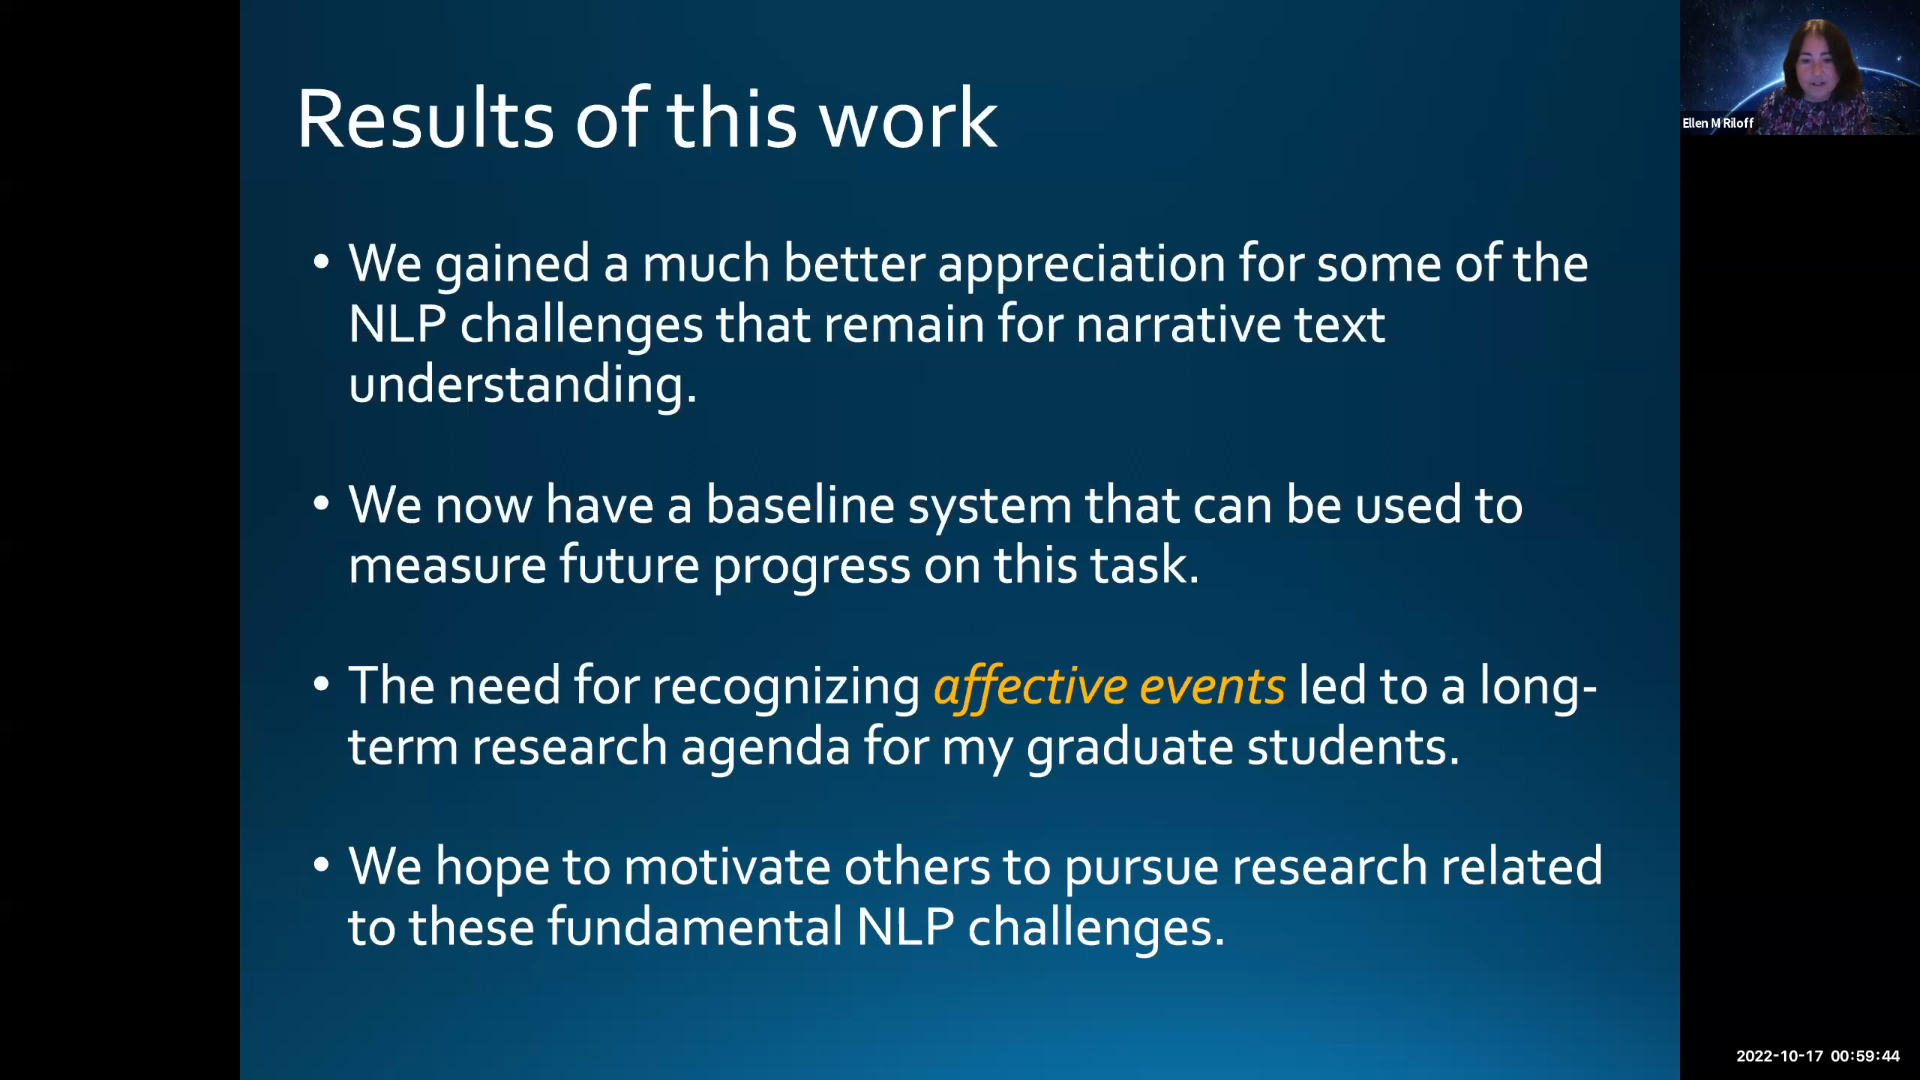 Results of this work
• We gained a much better appreciation for some of the
NLP challenges that remain for narrative text
understanding.
• We now have a baseline system that can be used to
measure future progress on this task.
• The need for recognizing affective events led to a long-
term research agenda for my graduate students.
• We hope to motivate others to pursue research related
to these fundamental NLP challenges.
Ellen M Riloff
2022-10-17 00:59:44